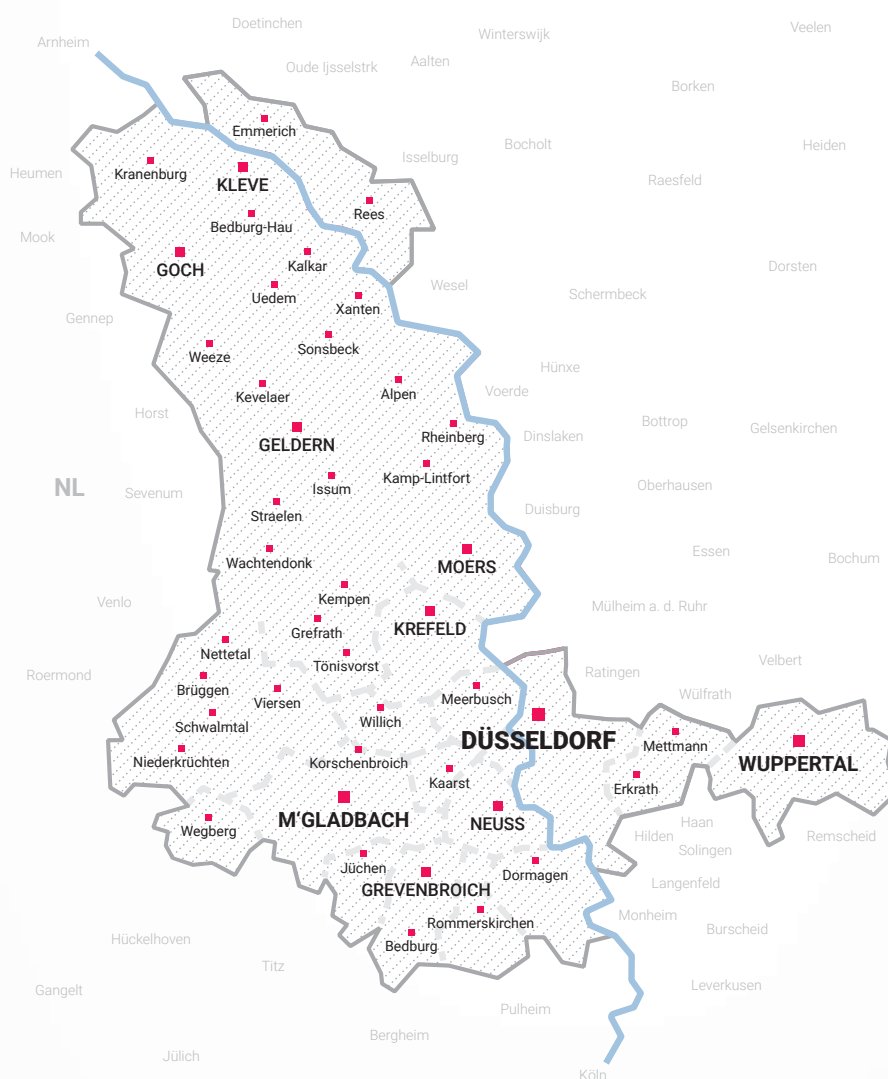 Doetinchem
Veelen
Winterswijk
Arnheim
Aalten
Oude Ijsselstrk
Borken
Emmerich
Bocholt
Heiden
Isselburg
Kranenburg
Heumen
KLEVE
Raesfeld
Rees
Bedburg-Hau
Mook
GOCH
Kalkar
Dorsten
Wesel
Uedem
Schermbeck
Xanten
Gennep
Sonsbeck
Weeze
Hünxe
Voerde
Alpen
Kevelaer
Horst
Bottrop
Gelsenkirchen
Rheinberg
Dinslaken
GELDERN
Kamp-Lintfort
Oberhausen
NL
Sevenum
Issum
Duisburg
Straelen
Essen
Bochum
Wachtendonk
MOERS
Kempen
Venlo
Mülheim a. d. Ruhr
KREFELD
Grefrath
Nettetal
Velbert
Tönisvorst
Ratingen
Roermond
Brüggen
Wülfrath
Meerbusch
Viersen
Willich
Schwalmtal
DÜSSELDORF
Mettmann
Niederkrüchten
Korschenbroich
WUPPERTAL
Kaarst
Erkrath
M‘GLADBACH
NEUSS
Haan
Wegberg
Hilden
Remscheid
Solingen
Jüchen
Dormagen
Langenfeld
GREVENBROICH
Monheim
Rommerskirchen
Burscheid
Hückelhoven
Bedburg
Titz
Leverkusen
Gangelt
Pulheim
Bergheim
Jülich
Köln